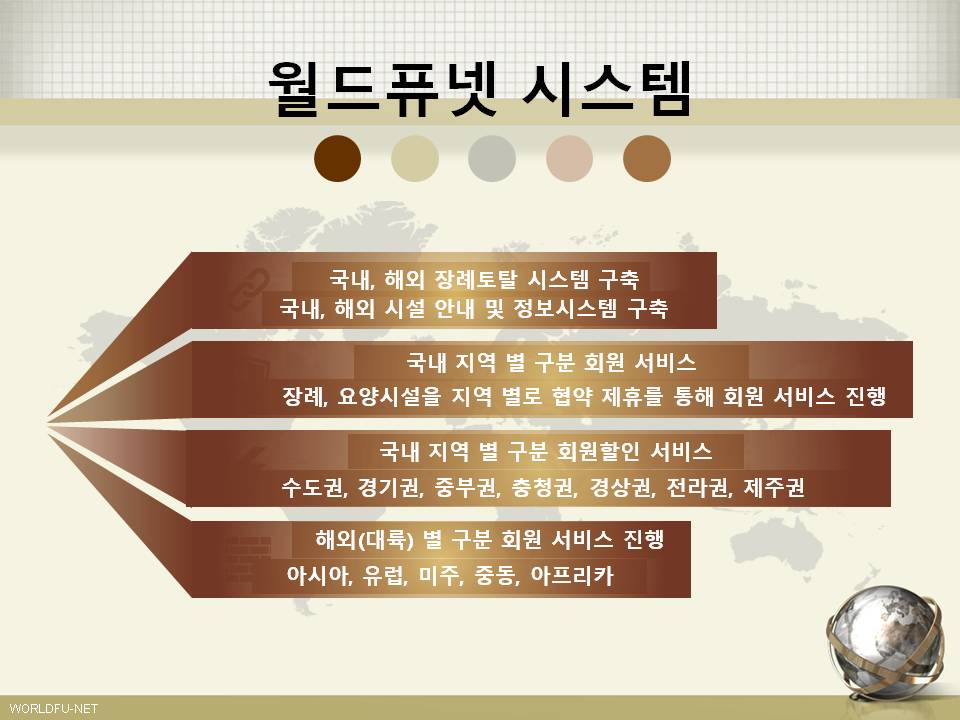 월드퓨넷 시스템
국내, 해외 장례토탈 시스템 구축
국내, 해외 시설 안내 및 정보시스템 구축
국내 지역 별 구분 회원 서비스
장례, 요양시설을 지역 별로 협약 제휴를 통해 회원 서비스 진행
국내 지역 별 구분 회원할인 서비스
수도권, 경기권, 중부권, 충청권, 경상권, 전라권, 제주권
해외(대륙) 별 구분 회원 서비스 진행
아시아, 유럽, 미주, 중동, 아프리카
WORLDFU-NET